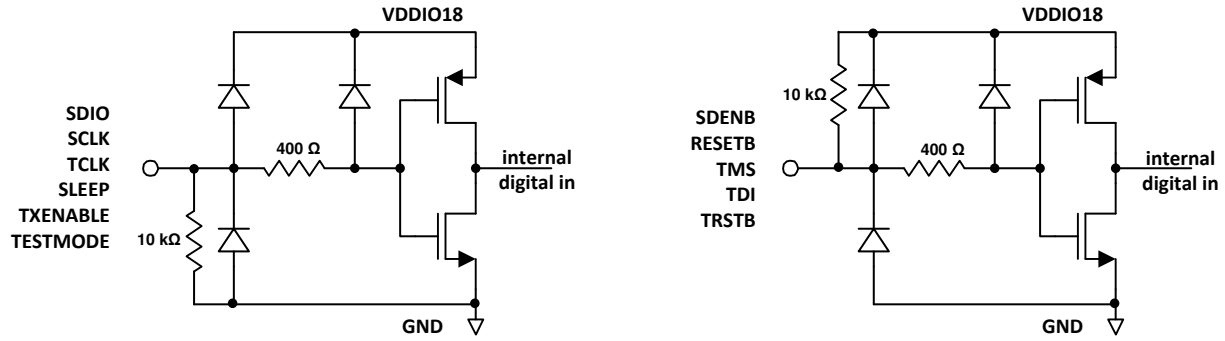 VDDIO18
SDIO
SCLK
TCLK
SLEEP
TXENABLE
TESTMODE
400 Ω
10 kΩ
internal
digital in
GND
VDDIO18
10 kΩ
SDENB
RESETB
TMS
TDI
TRSTB
400 Ω
internal
digital in
GND